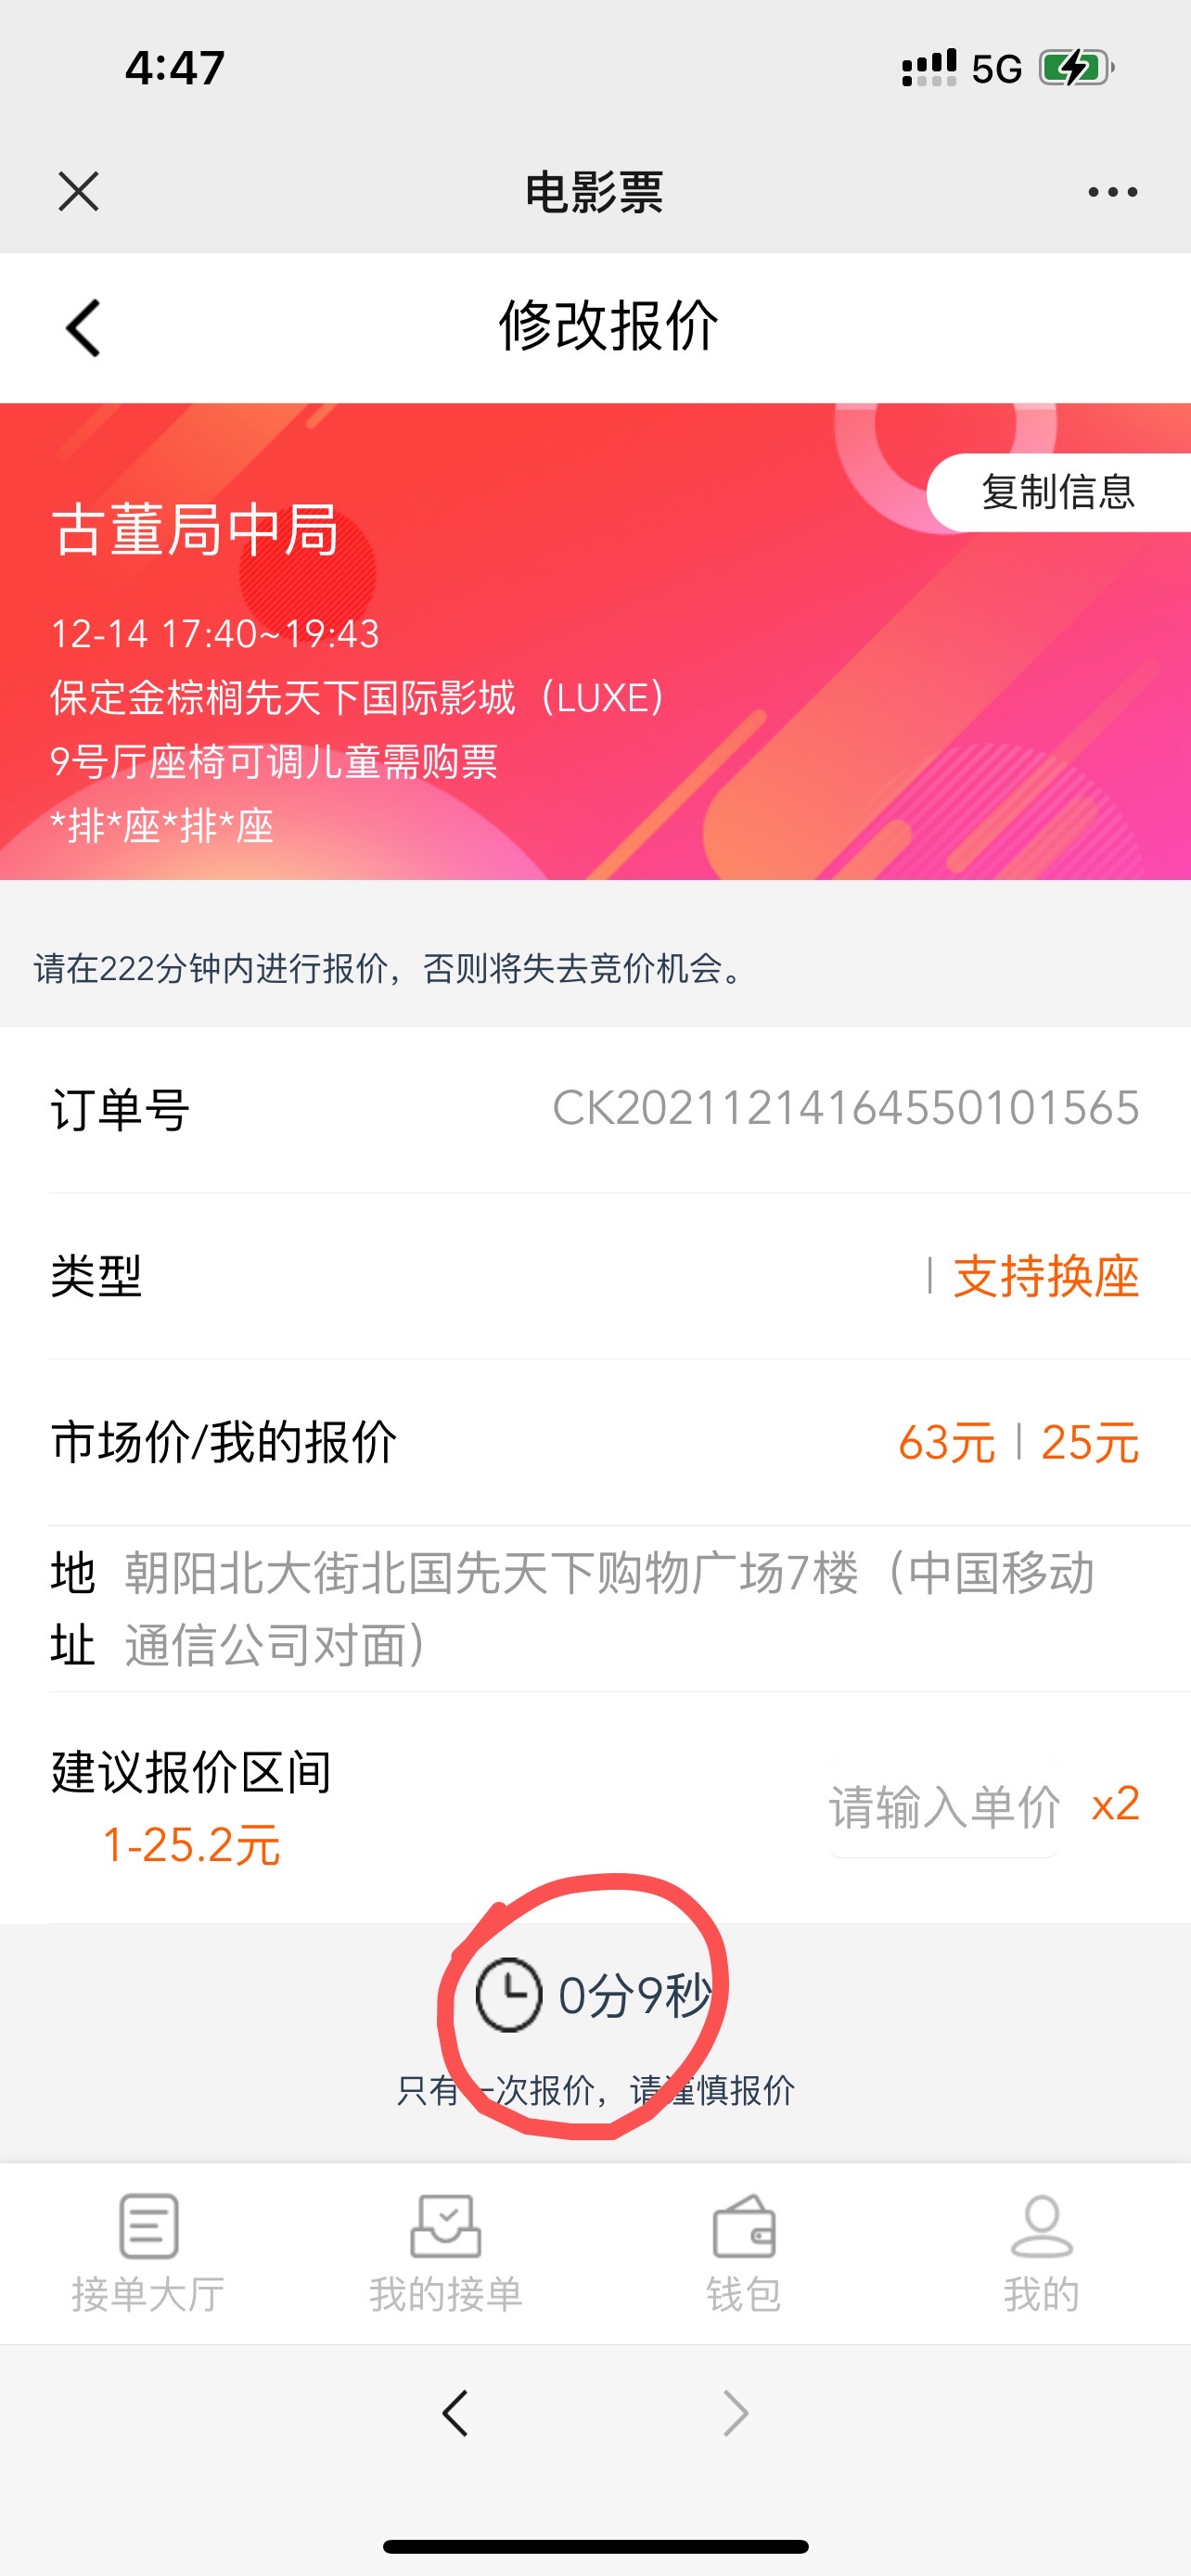 4:47
5G
电影票
修改报价
复制信息
古董局中局
12-14 17:40~19:43
保定金棕榈先天下国际影城（LUXE）
9号厅座椅可调儿童需购票
*排*座*排*座
请在222分钟内进行报价，否则将失去竞价机会。
订单号 CK20211214164550101565
类型 | 支持换座
市场价/我的报价 63元 | 25元
地址 朝阳北大街北国先天下购物广场7楼（中国移动
通信公司对面）
建议报价区间
1-25.2元
请输入单价 x2
0分9秒
只有一次报价，请谨慎报价
接单大厅 我的接单 钱包 我的